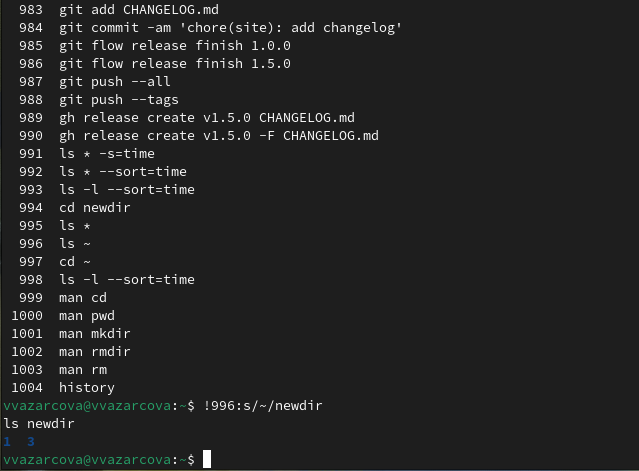 983 git add CHANGELOG.md
984 git commit -am 'chore(site): add changelog'
985 git flow release finish 1.0.0
986 git flow release finish 1.5.0
987 git push --all
988 git push --tags
989 gh release create v1.5.0 CHANGELOG.md
990 gh release create v1.5.0 -F CHANGELOG.md
991 ls * -s=time
992 ls * --sort=time
993 ls -l --sort=time
994 cd newdir
995 ls *
996 ls ~
997 cd ~
998 ls -l --sort=time
999 man cd
1000 man pwd
1001 man mkdir
1002 man rmdir
1003 man rm
1004 history
vvazarcova@vvazarcova:~$ !996:s/~/newdir
ls newdir
1 3
vvazarcova@vvazarcova:~$